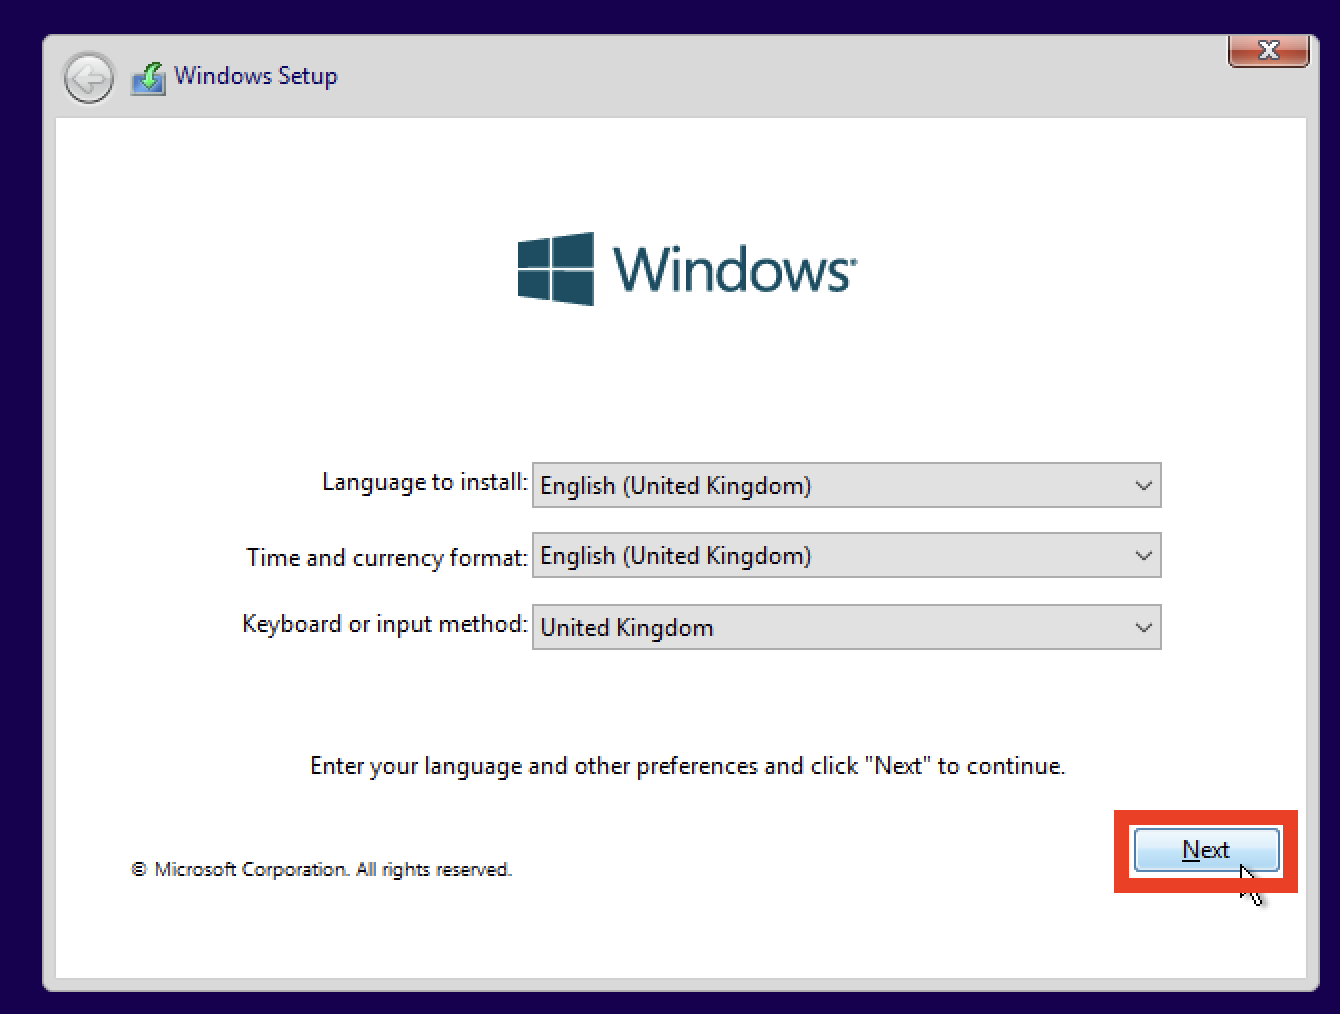 Windows Setup
Windows®
Language to install: English (United Kingdom)
Time and currency format: English (United Kingdom)
Keyboard or input method: United Kingdom
Enter your language and other preferences and click "Next" to continue.
Next
© Microsoft Corporation. All rights reserved.